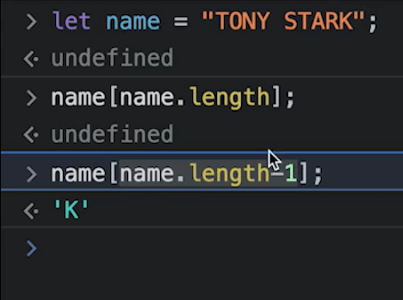 > let name = "TONY STARK";
<· undefined
> name[name.length];
<· undefined
> name[name.length-1];
<· 'K'
>